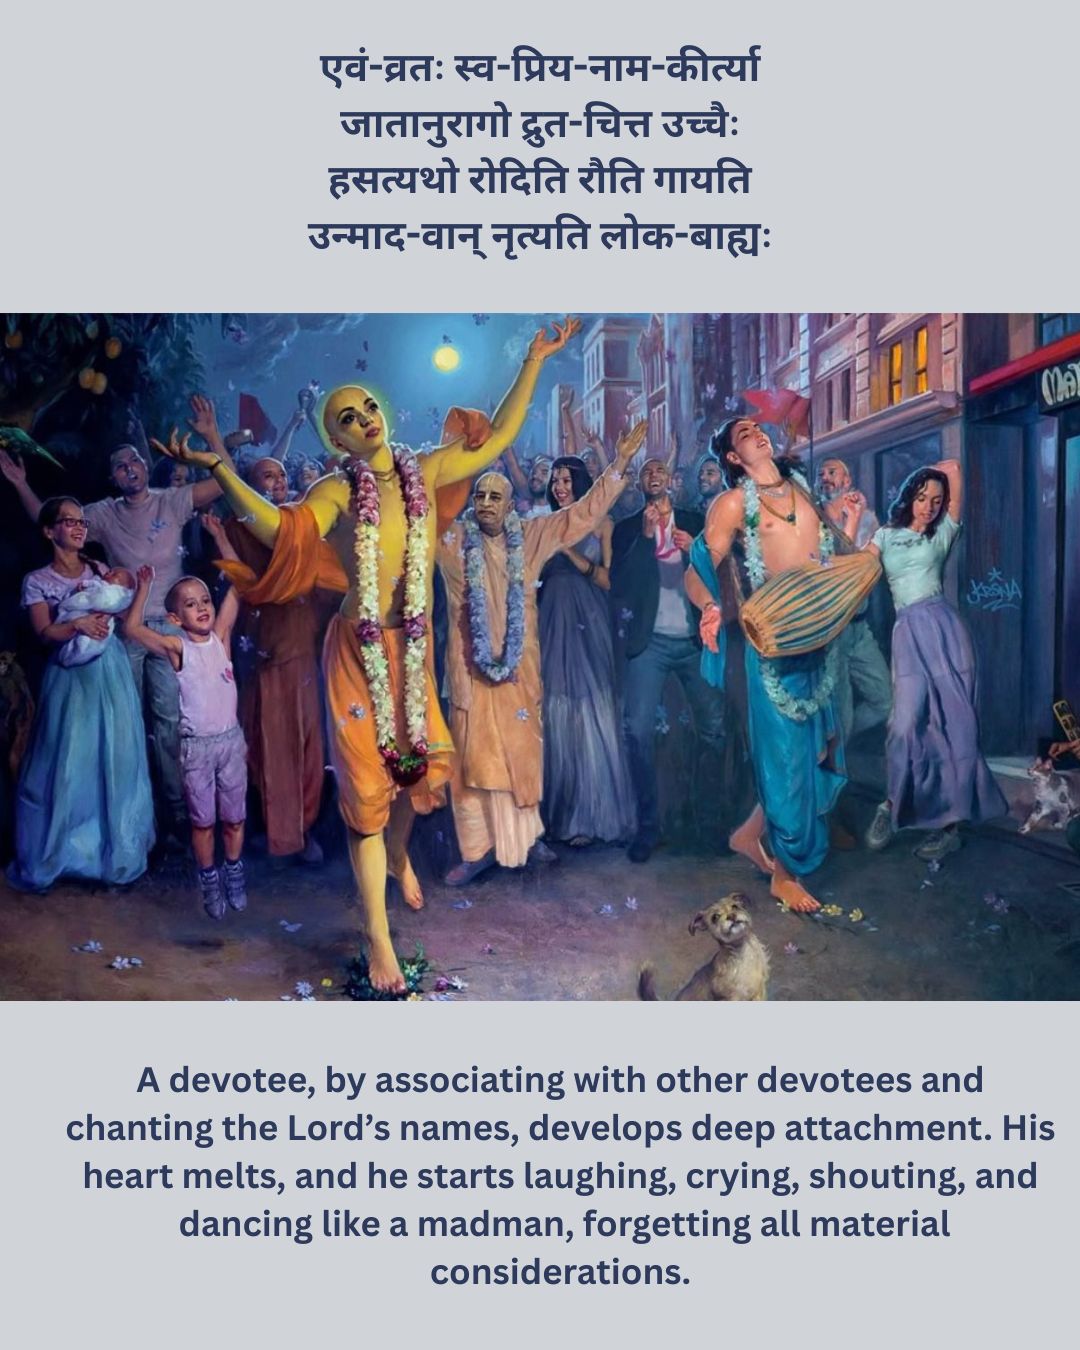 एवं-व्रतः स्व-प्रिय-नाम-कीर्त्या
जातानुरागो द्रुत-चित्त उच्चैः
हसत्यथो रोदिति रौति गायति
उन्माद-वान् नृत्यति लोक-बाह्यः
KRSNA
A devotee, by associating with other devotees and
chanting the Lord’s names, develops deep attachment. His
heart melts, and he starts laughing, crying, shouting, and
dancing like a madman, forgetting all material
considerations.